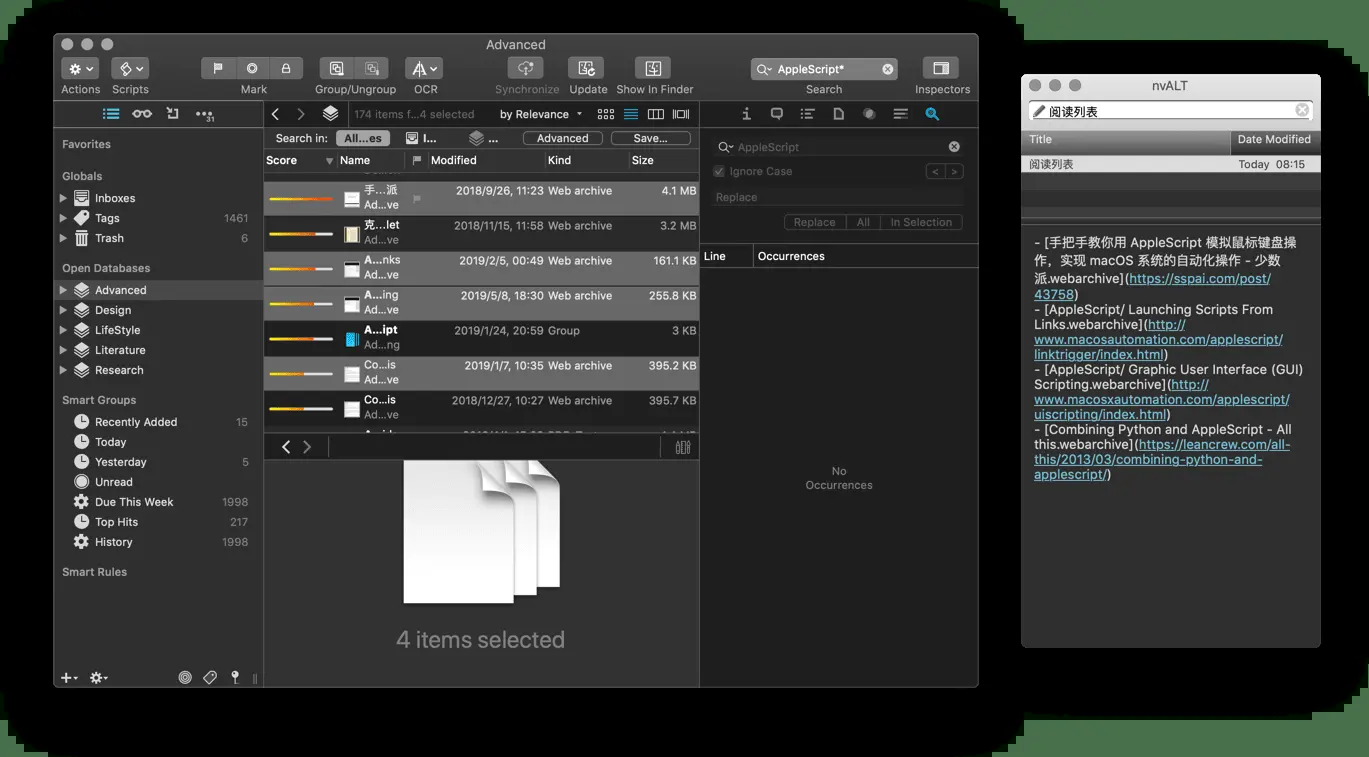 Advanced
Actions Scripts Mark Group/Ungroup OCR Synchronize Update Show In Finder Search Inspectors
AppleScript*
31
174 items f...4 selected by Relevance
Search in: All...es I... ... Advanced Save...
Score Name Modified Kind Size
手...派 2018/9/26, 11:23 Web archive 4.1 MB
Ad...ve
克...let 2018/11/15, 11:58 Web archive 3.2 MB
Ad...ve
A...nks 2019/2/5, 00:49 Web archive 161.1 KB
Ad...ve
A...ing 2019/5/8, 18:30 Web archive 255.8 KB
Ad...ve
A...ipt 2019/1/24, 20:59 Group 3 KB
Ad...ng
Co...is 2019/1/7, 10:35 Web archive 395.2 KB
Ad...ve
Co...is 2018/12/27, 10:27 Web archive 395.7 KB
Ad...ve
4 items selected
Favorites
Globals
Inboxes
Tags 1461
Trash 6
Open Databases
Advanced
Design
LifeStyle
Literature
Research
Smart Groups
Recently Added 15
Today
Yesterday 5
Unread
Due This Week 1998
Top Hits 217
History 1998
Smart Rules
AppleScript
Ignore Case < >
Replace
Replace All In Selection
Line Occurrences
No
Occurrences
nvALT
阅读列表
Title Date Modified
阅读列表 Today 08:15
- [手把手教你用 AppleScript 模拟鼠标键盘操
作，实现 macOS 系统的自动化操作 - 少数
派.webarchive](https://sspai.com/post/
43758)
- [AppleScript/ Launching Scripts From
Links.webarchive](http://
www.macosautomation.com/applescript/
linktrigger/index.html)
- [AppleScript/ Graphic User Interface (GUI)
Scripting.webarchive](http://
www.macosxautomation.com/applescript/
uiscripting/index.html)
- [Combining Python and AppleScript - All
this.webarchive](https://leancrew.com/all-
this/2013/03/combining-python-and-
applescript/)